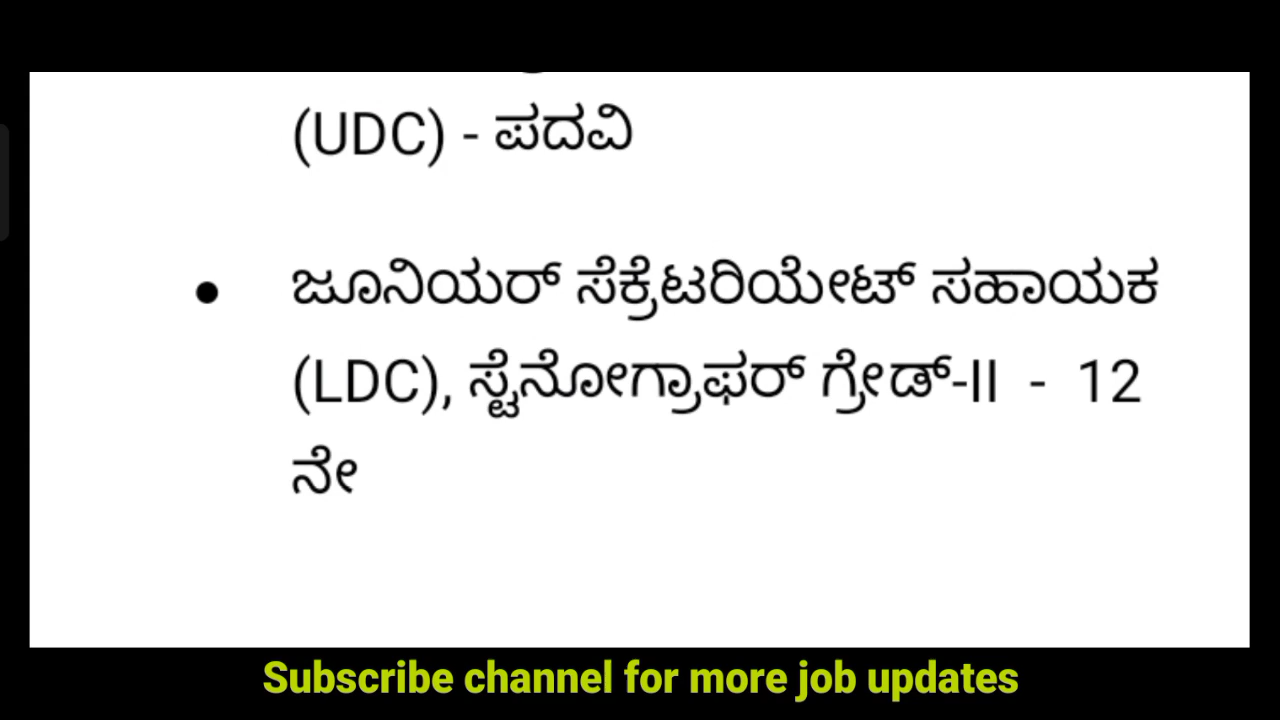 (UDC) - ಪದವಿ
● ಜೂನಿಯರ್ ಸೆಕ್ರೆಟರಿಯೇಟ್ ಸಹಾಯಕ
(LDC), ಸ್ಟೆನೋಗ್ರಾಫರ್ ಗ್ರೇಡ್-II - 12
ನೇ
Subscribe channel for more job updates